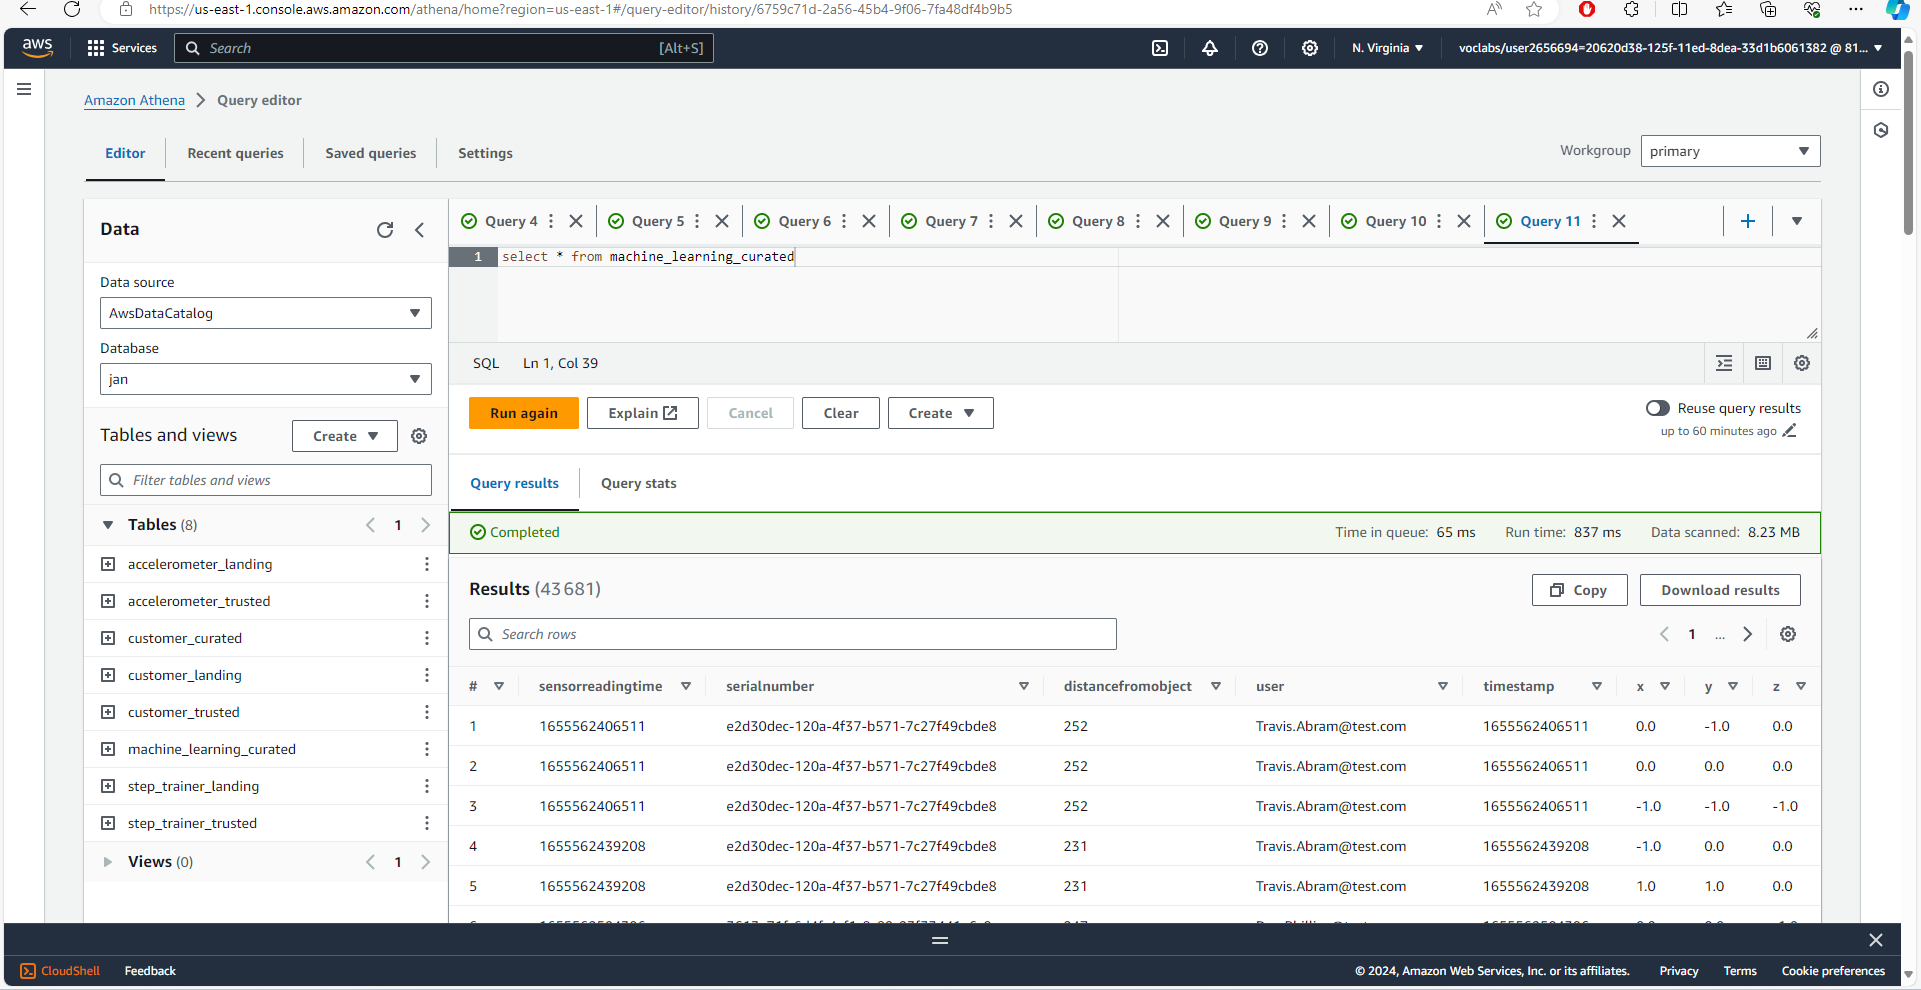 https://us-east-1.console.aws.amazon.com/athena/home?region=us-east-1#/query-editor/history/6759c71d-2a56-45b4-9f06-7fa48df4b9b5
aws Services Search [Alt+S] N. Virginia voclabs/user2656694=20620d38-125f-11ed-8dea-33d1b6061382 @ 81...
Amazon Athena > Query editor
Editor Recent queries Saved queries Settings
Workgroup primary
Data
Data source
AwsDataCatalog
Database
jan
Tables and views Create
Filter tables and views
Tables (8) 1
accelerometer_landing
accelerometer_trusted
customer_curated
customer_landing
customer_trusted
machine_learning_curated
step_trainer_landing
step_trainer_trusted
Views (0) 1
Query 4 Query 5 Query 6 Query 7 Query 8 Query 9 Query 10 Query 11
1 select * from machine_learning_curated
SQL Ln 1, Col 39
Run again Explain Cancel Clear Create
Reuse query results
up to 60 minutes ago
Query results Query stats
Completed Time in queue: 65 ms Run time: 837 ms Data scanned: 8.23 MB
Results (43 681)
Copy Download results
Search rows
1 ...
# sensorreadingtime serialnumber distancefromobject user timestamp x y z
1 1655562406511 e2d30dec-120a-4f37-b571-7c27f49cbde8 252 Travis.Abram@test.com 1655562406511 0.0 -1.0 0.0
2 1655562406511 e2d30dec-120a-4f37-b571-7c27f49cbde8 252 Travis.Abram@test.com 1655562406511 0.0 0.0 0.0
3 1655562406511 e2d30dec-120a-4f37-b571-7c27f49cbde8 252 Travis.Abram@test.com 1655562406511 -1.0 -1.0 -1.0
4 1655562439208 e2d30dec-120a-4f37-b571-7c27f49cbde8 231 Travis.Abram@test.com 1655562439208 -1.0 0.0 0.0
5 1655562439208 e2d30dec-120a-4f37-b571-7c27f49cbde8 231 Travis.Abram@test.com 1655562439208 1.0 1.0 0.0
CloudShell Feedback © 2024, Amazon Web Services, Inc. or its affiliates. Privacy Terms Cookie preferences